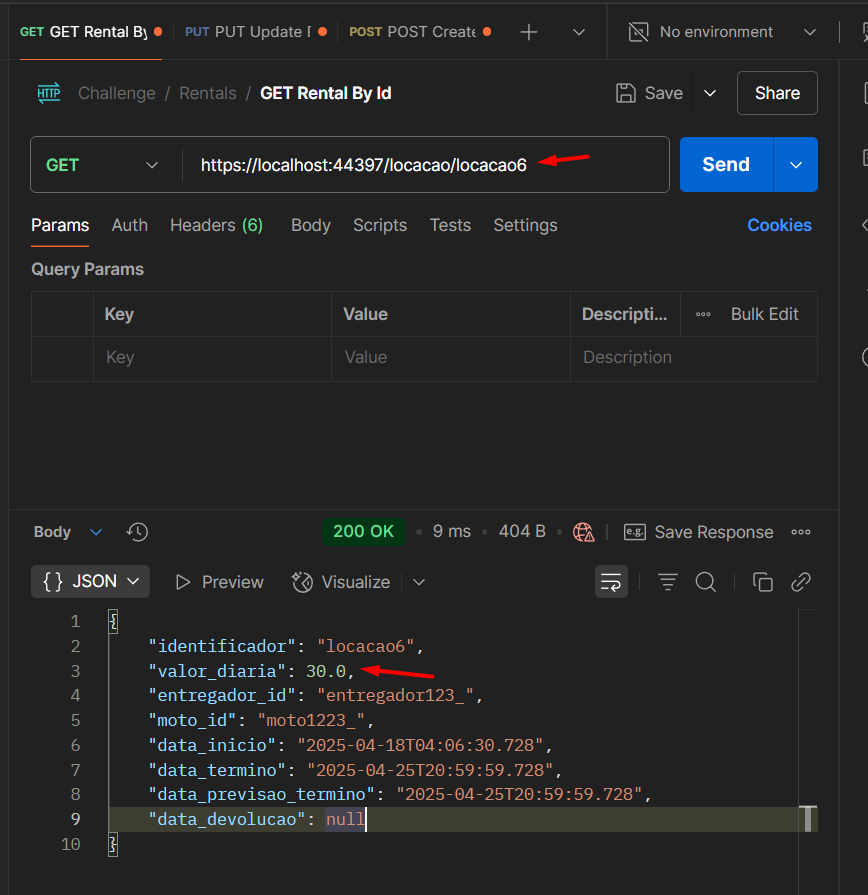 GET GET Rental By PUT PUT Update POST POST Create No environment
HTTP Challenge / Rentals / GET Rental By Id Save Share
GET https://localhost:44397/locacao/locacao6 Send
Params Auth Headers (6) Body Scripts Tests Settings Cookies
Query Params
Key Value Descripti... Bulk Edit
Key Value Description
Body 200 OK 9 ms 404 B e.g. Save Response
{} JSON Preview Visualize
1 {
2 "identificador": "locacao6",
3 "valor_diaria": 30.0,
4 "entregador_id": "entregador123_",
5 "moto_id": "moto1223_",
6 "data_inicio": "2025-04-18T04:06:30.728",
7 "data_termino": "2025-04-25T20:59:59.728",
8 "data_previsao_termino": "2025-04-25T20:59:59.728",
9 "data_devolucao": null
10 }